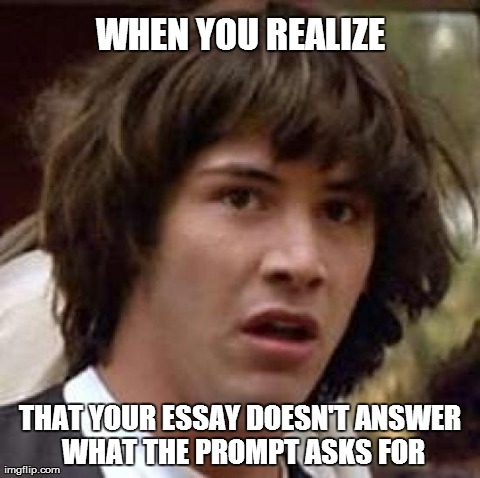 WHEN YOU REALIZE
THAT YOUR ESSAY DOESN'T ANSWER
WHAT THE PROMPT ASKS FOR
imgflip.com